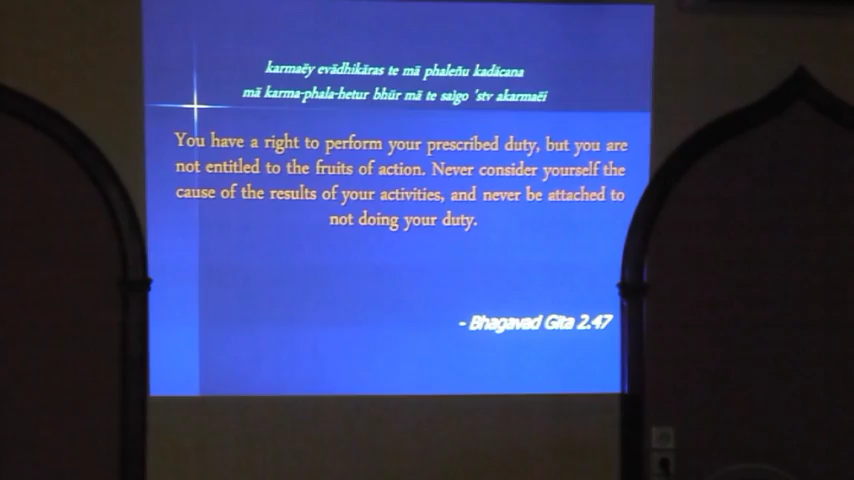 karmaëy evädhikäras te mä phaleñu kadäcana
mä karma-phala-hetur bhür mä te saìgo 'stv akarmaëi
You have a right to perform your prescribed duty, but you are
not entitled to the fruits of action. Never consider yourself the
cause of the results of your activities, and never be attached to
not doing your duty.
- Bhagavad Gita 2.47